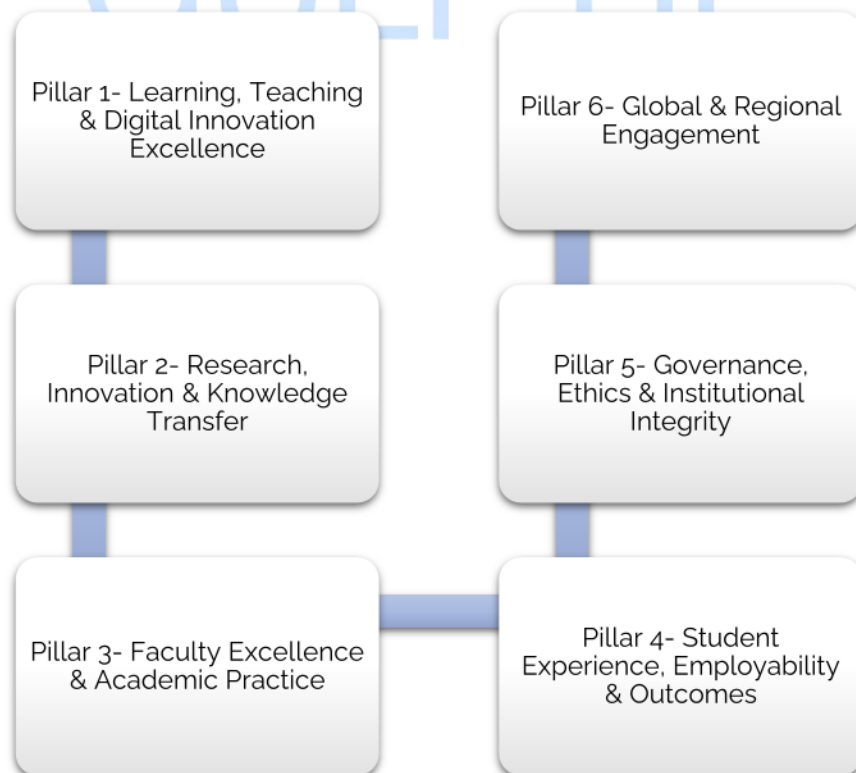 Pillar 1- Learning, Teaching
& Digital Innovation
Excellence
Pillar 2- Research,
Innovation & Knowledge
Transfer
Pillar 3- Faculty Excellence
& Academic Practice
Pillar 4- Student
Experience, Employability
& Outcomes
Pillar 5- Governance,
Ethics & Institutional
Integrity
Pillar 6- Global & Regional
Engagement